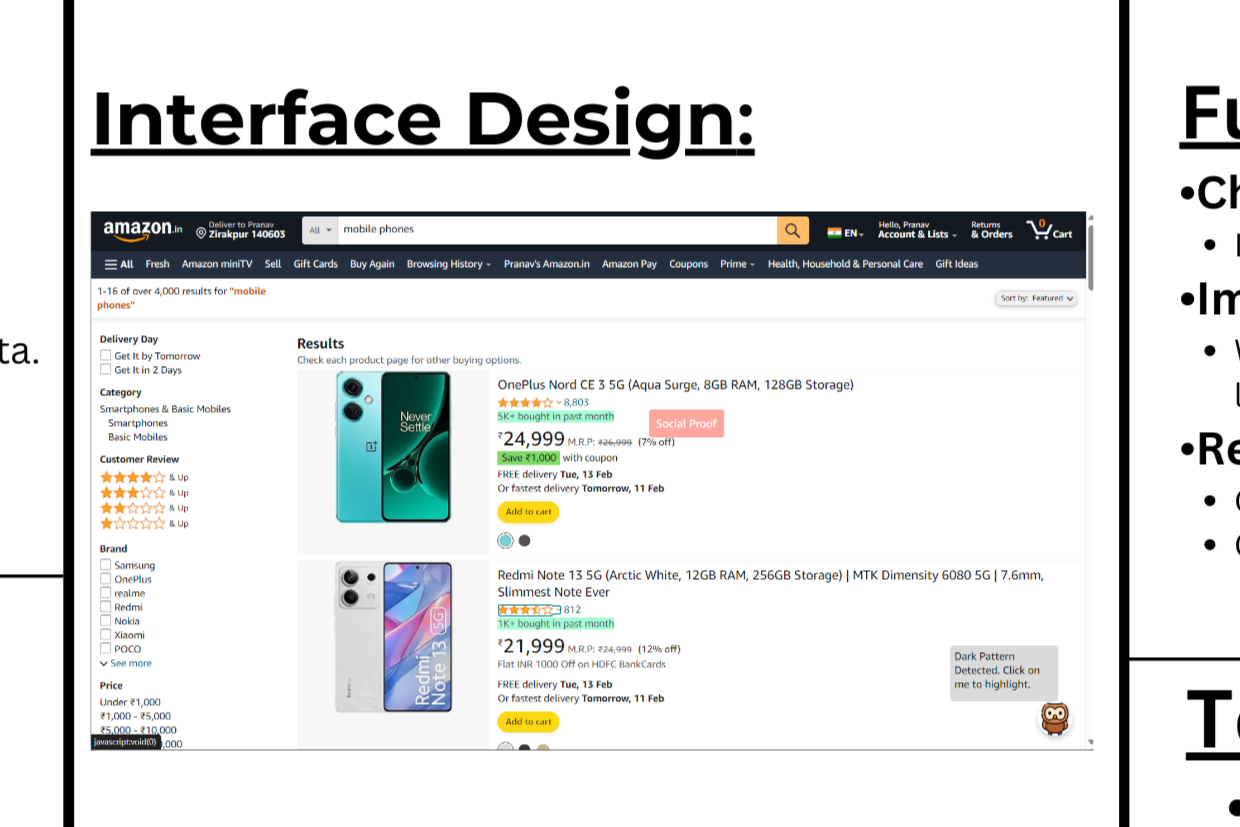 Interface Design:
amazon.in
Deliver to Pranav
Zirakpur 140603
All
mobile phones
EN
Hello, Pranav
Account & Lists
Returns
& Orders
0
Cart
All Fresh Amazon miniTV Sell Gift Cards Buy Again Browsing History Pranav's Amazon.in Amazon Pay Coupons Prime Health, Household & Personal Care Gift Ideas
1-16 of over 4,000 results for "mobile
phones"
Sort by: Featured
Delivery Day
Get It by Tomorrow
Get It in 2 Days
Category
Smartphones & Basic Mobiles
Smartphones
Basic Mobiles
Customer Review
& Up
& Up
& Up
& Up
Brand
Samsung
OnePlus
realme
Redmi
Nokia
Xiaomi
POCO
See more
Price
Under ₹1,000
₹1,000 - ₹5,000
₹5,000 - ₹10,000
,000
javascript:void(0)
Results
Check each product page for other buying options.
Never
Settle
OnePlus Nord CE 3 5G (Aqua Surge, 8GB RAM, 128GB Storage)
8,803
5K+ bought in past month
Social Proof
₹24,999 M.R.P: ₹26,999 (7% off)
Save ₹1,000 with coupon
FREE delivery Tue, 13 Feb
Or fastest delivery Tomorrow, 11 Feb
Add to cart
Redmi
Note 13 5G
Redmi Note 13 5G (Arctic White, 12GB RAM, 256GB Storage) | MTK Dimensity 6080 5G | 7.6mm,
Slimmest Note Ever
812
1K+ bought in past month
₹21,999 M.R.P: ₹24,999 (12% off)
Flat INR 1000 Off on HDFC BankCards
FREE delivery Tue, 13 Feb
Or fastest delivery Tomorrow, 11 Feb
Add to cart
Dark Pattern
Detected. Click on
me to highlight.
ta.
Fu
•Ch
•Im
•Re